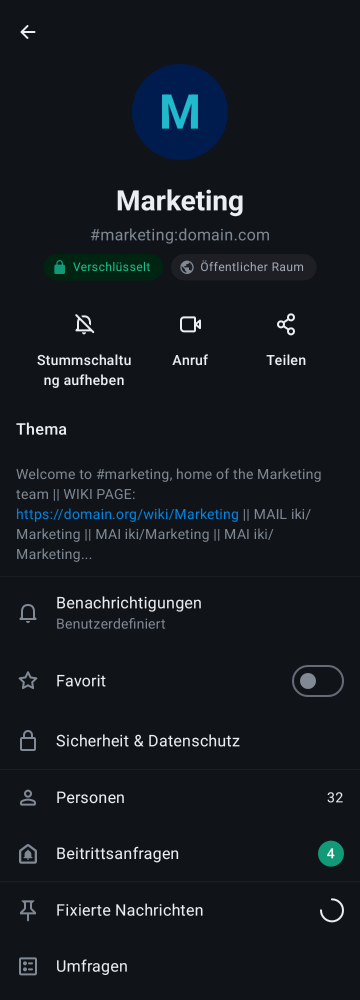 M
Marketing
#marketing:domain.com
Verschlüsselt
Öffentlicher Raum
Stummschaltu
ng aufheben
Anruf
Teilen
Thema
Welcome to #marketing, home of the Marketing
team || WIKI PAGE:
https://domain.org/wiki/Marketing || MAIL iki/
Marketing || MAI iki/Marketing || MAI iki/
Marketing...
Benachrichtigungen
Benutzerdefiniert
Favorit
Sicherheit & Datenschutz
Personen
32
Beitrittsanfragen
4
Fixierte Nachrichten
Umfragen